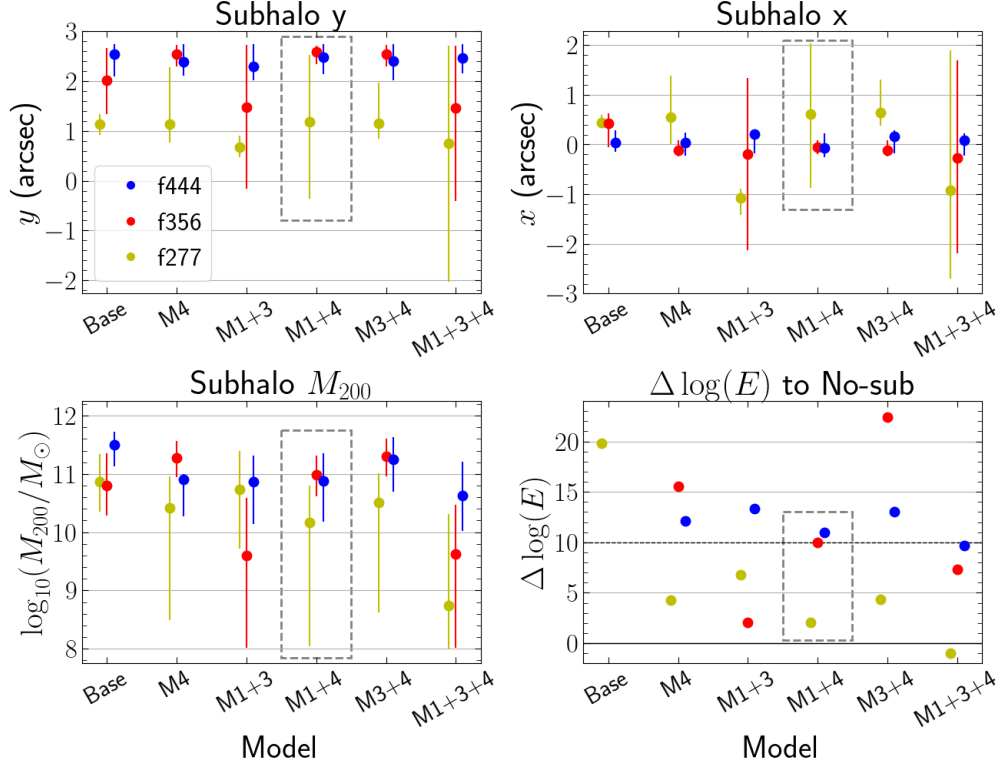 Subhalo y
3
2
1
0
−1
−2
y (arcsec)
f444
f356
f277
Base
M4
M1+3
M1+4
M3+4
M1+3+4
Subhalo x
2
1
0
−1
−2
−3
x (arcsec)
Base
M4
M1+3
M1+4
M3+4
M1+3+4
Subhalo M₂₀₀
12
11
10
9
8
log₁₀(M₂₀₀/M⊙)
Base
M4
M1+3
M1+4
M3+4
M1+3+4
Model
Δ log(E) to No-sub
20
15
10
5
0
Δ log(E)
Base
M4
M1+3
M1+4
M3+4
M1+3+4
Model